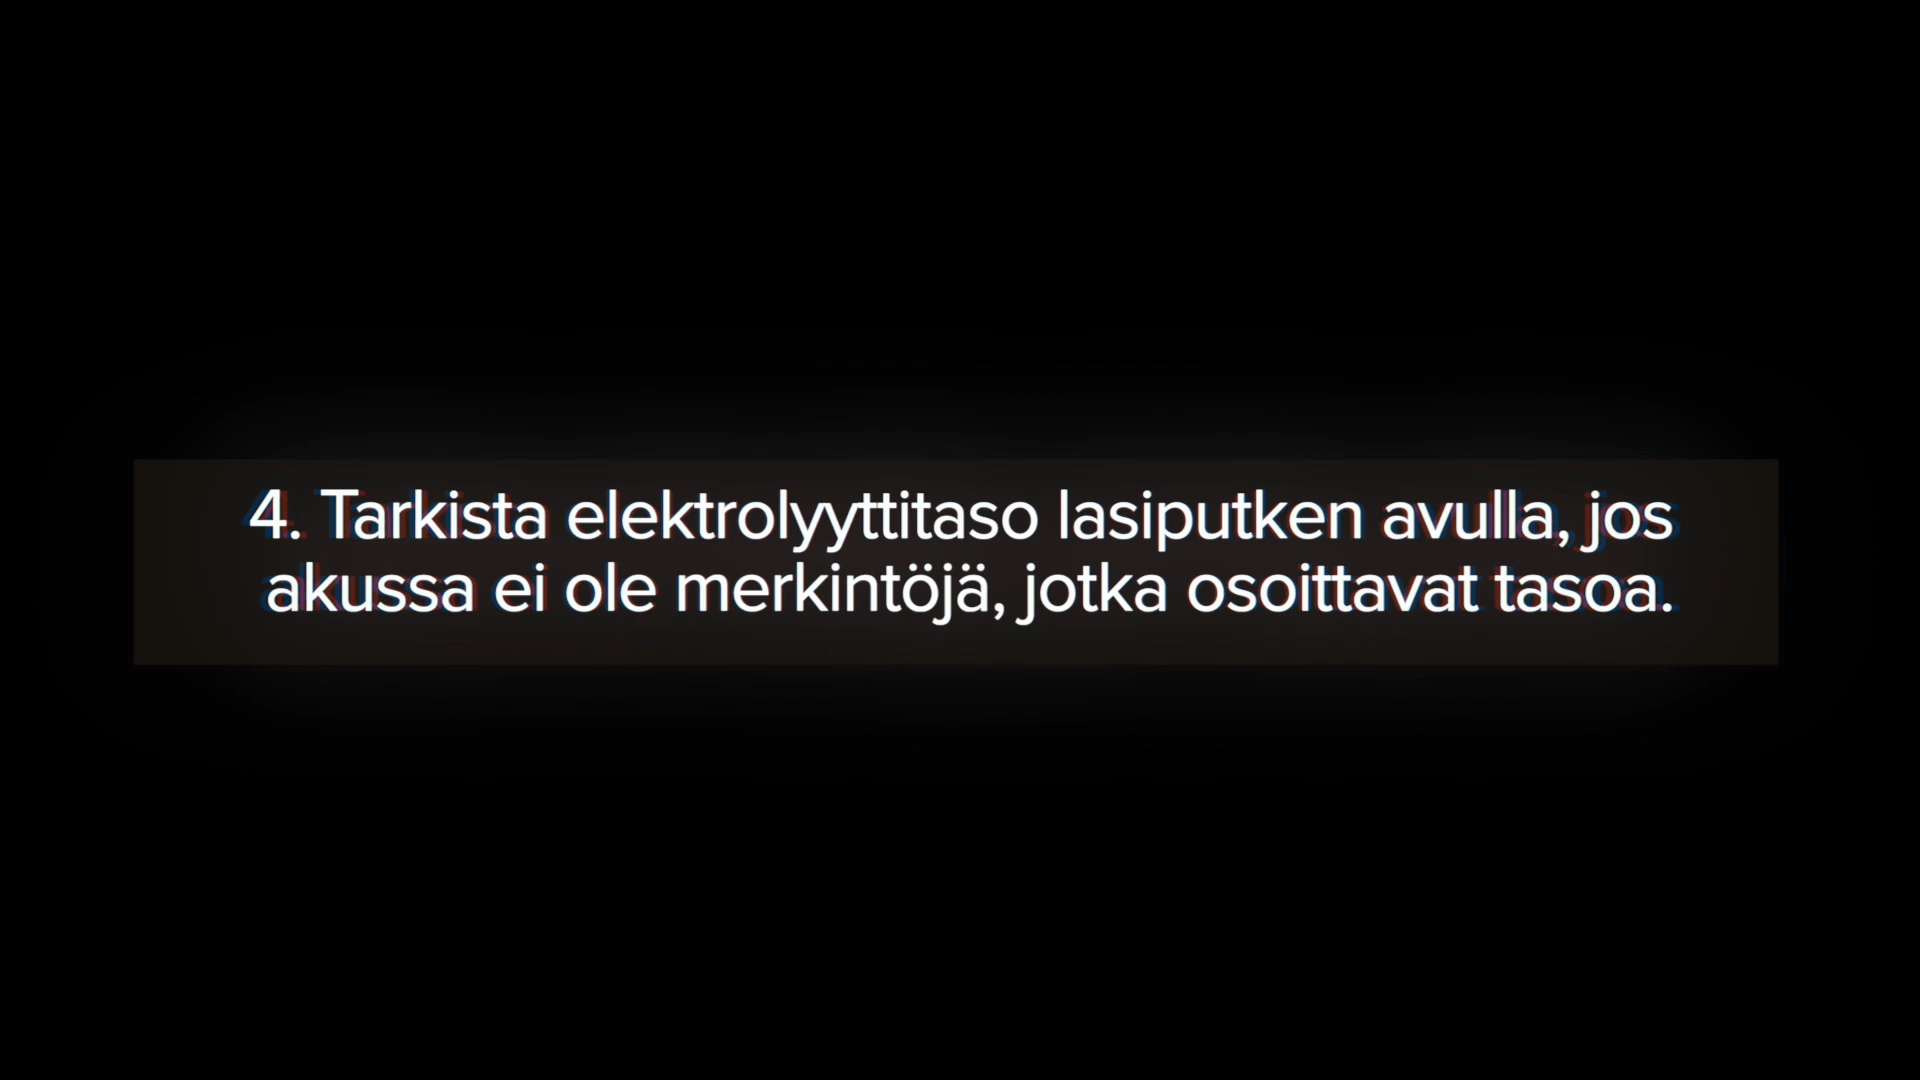 4. Tarkista elektrolyyttitaso lasiputken avulla, jos
akussa ei ole merkintöjä, jotka osoittavat tasoa.